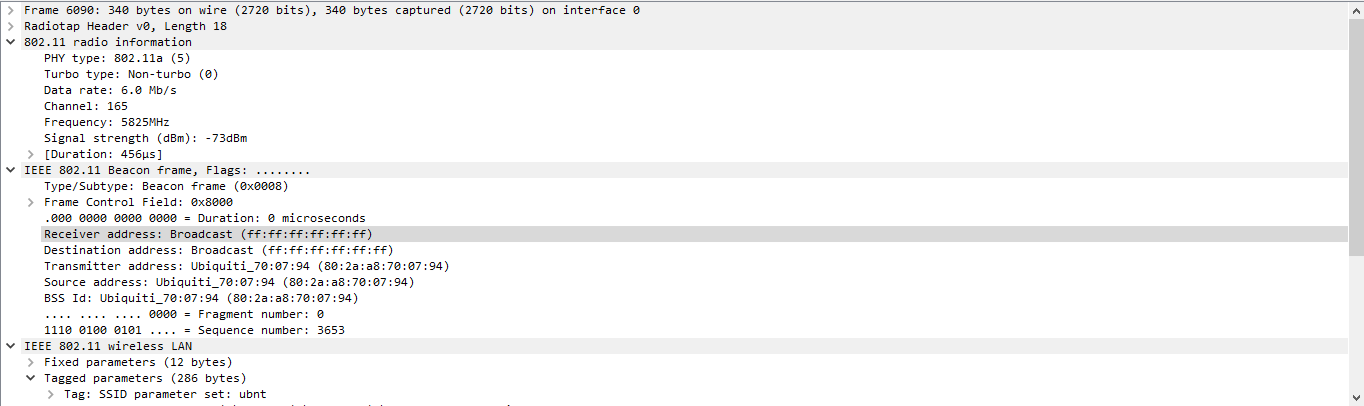 Frame 6090: 340 bytes on wire (2720 bits), 340 bytes captured (2720 bits) on interface 0
Radiotap Header v0, Length 18
802.11 radio information
PHY type: 802.11a (5)
Turbo type: Non-turbo (0)
Data rate: 6.0 Mb/s
Channel: 165
Frequency: 5825MHz
Signal strength (dBm): -73dBm
[Duration: 456µs]
IEEE 802.11 Beacon frame, Flags: ........
Type/Subtype: Beacon frame (0x0008)
Frame Control Field: 0x8000
.000 0000 0000 0000 = Duration: 0 microseconds
Receiver address: Broadcast (ff:ff:ff:ff:ff:ff)
Destination address: Broadcast (ff:ff:ff:ff:ff:ff)
Transmitter address: Ubiquiti_70:07:94 (80:2a:a8:70:07:94)
Source address: Ubiquiti_70:07:94 (80:2a:a8:70:07:94)
BSS Id: Ubiquiti_70:07:94 (80:2a:a8:70:07:94)
.... .... .... 0000 = Fragment number: 0
1110 0100 0101 .... = Sequence number: 3653
IEEE 802.11 wireless LAN
Fixed parameters (12 bytes)
Tagged parameters (286 bytes)
Tag: SSID parameter set: ubnt